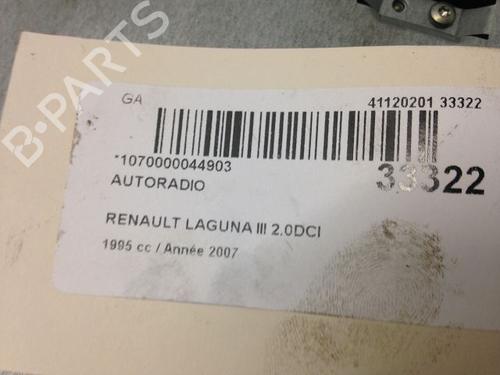 B-PARTS
GA
41120201 33322
*1070000044903
33322
AUTORADIO
RENAULT LAGUNA III 2.0DCI
1995 cc / Année 2007